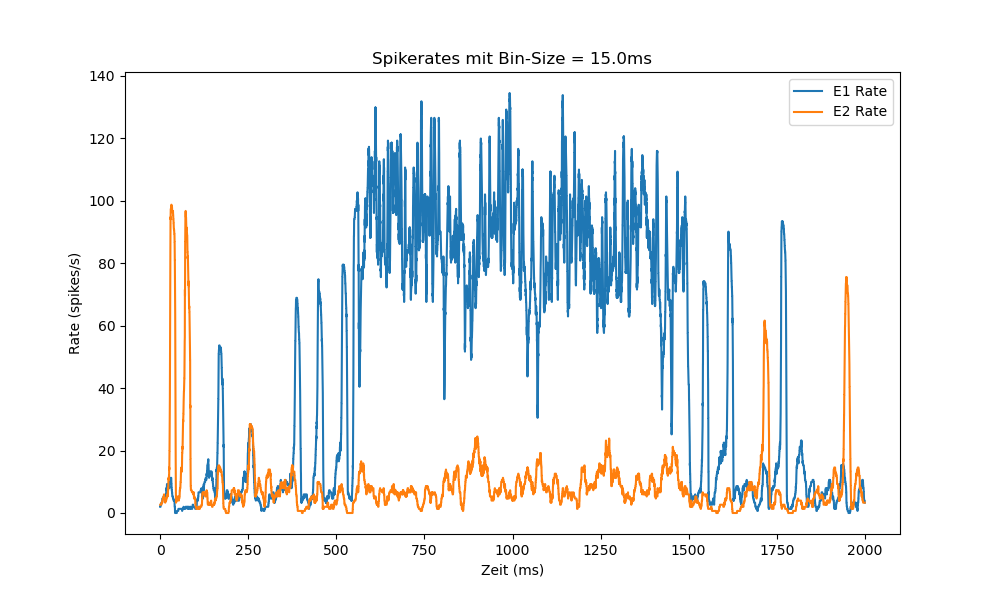 Spikerates mit Bin-Size = 15.0ms
E1 Rate
E2 Rate
140
120
100
80
60
40
20
0
Rate (spikes/s)
0 250 500 750 1000 1250 1500 1750 2000
Zeit (ms)